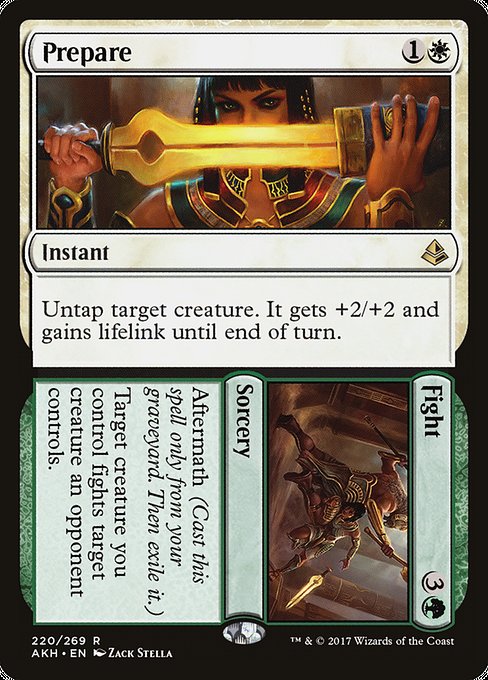 Prepare 1
Instant
Untap target creature. It gets +2/+2 and
gains lifelink until end of turn.
Fight 3
Sorcery
Aftermath (Cast this
spell only from your
graveyard. Then exile it.)
Target creature you
control fights target
creature an opponent
controls.
220/269 R
AKH • EN Zack Stella
™ & © 2017 Wizards of the Coast